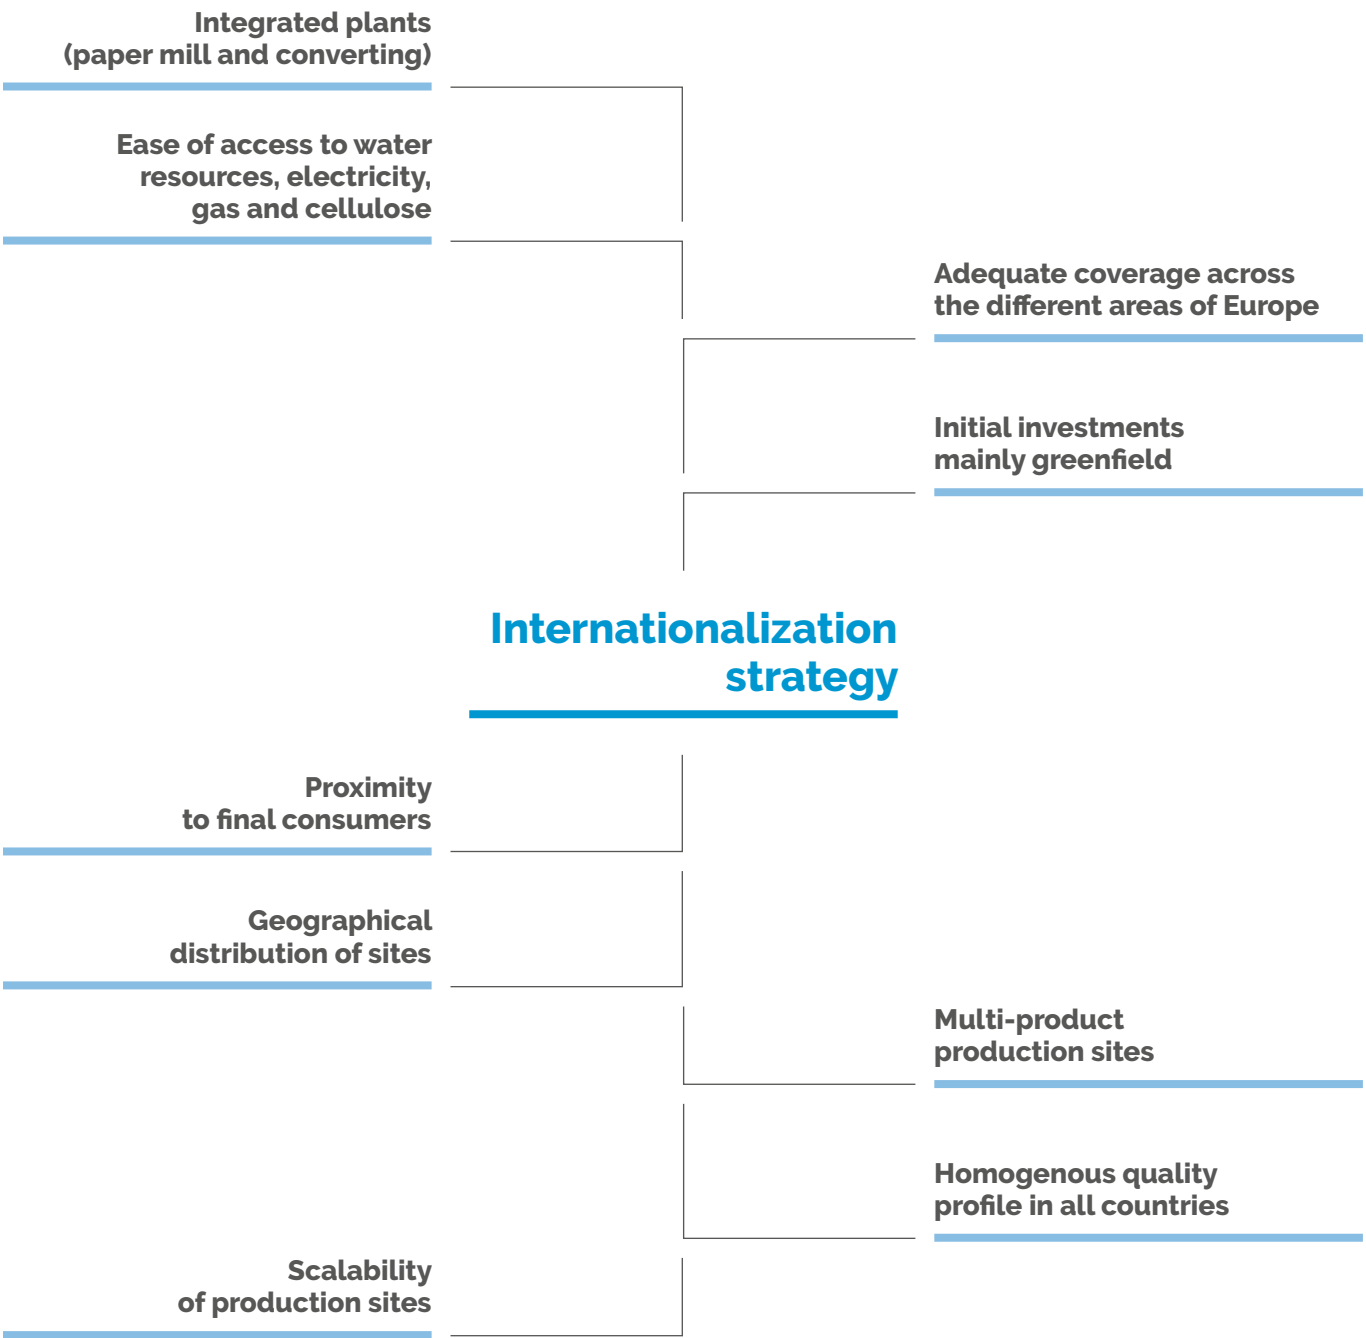 Integrated plants
(paper mill and converting)
Ease of access to water
resources, electricity,
gas and cellulose
Adequate coverage across
the different areas of Europe
Initial investments
mainly greenfield
Internationalization
strategy
Proximity
to final consumers
Geographical
distribution of sites
Multi-product
production sites
Homogenous quality
profile in all countries
Scalability
of production sites